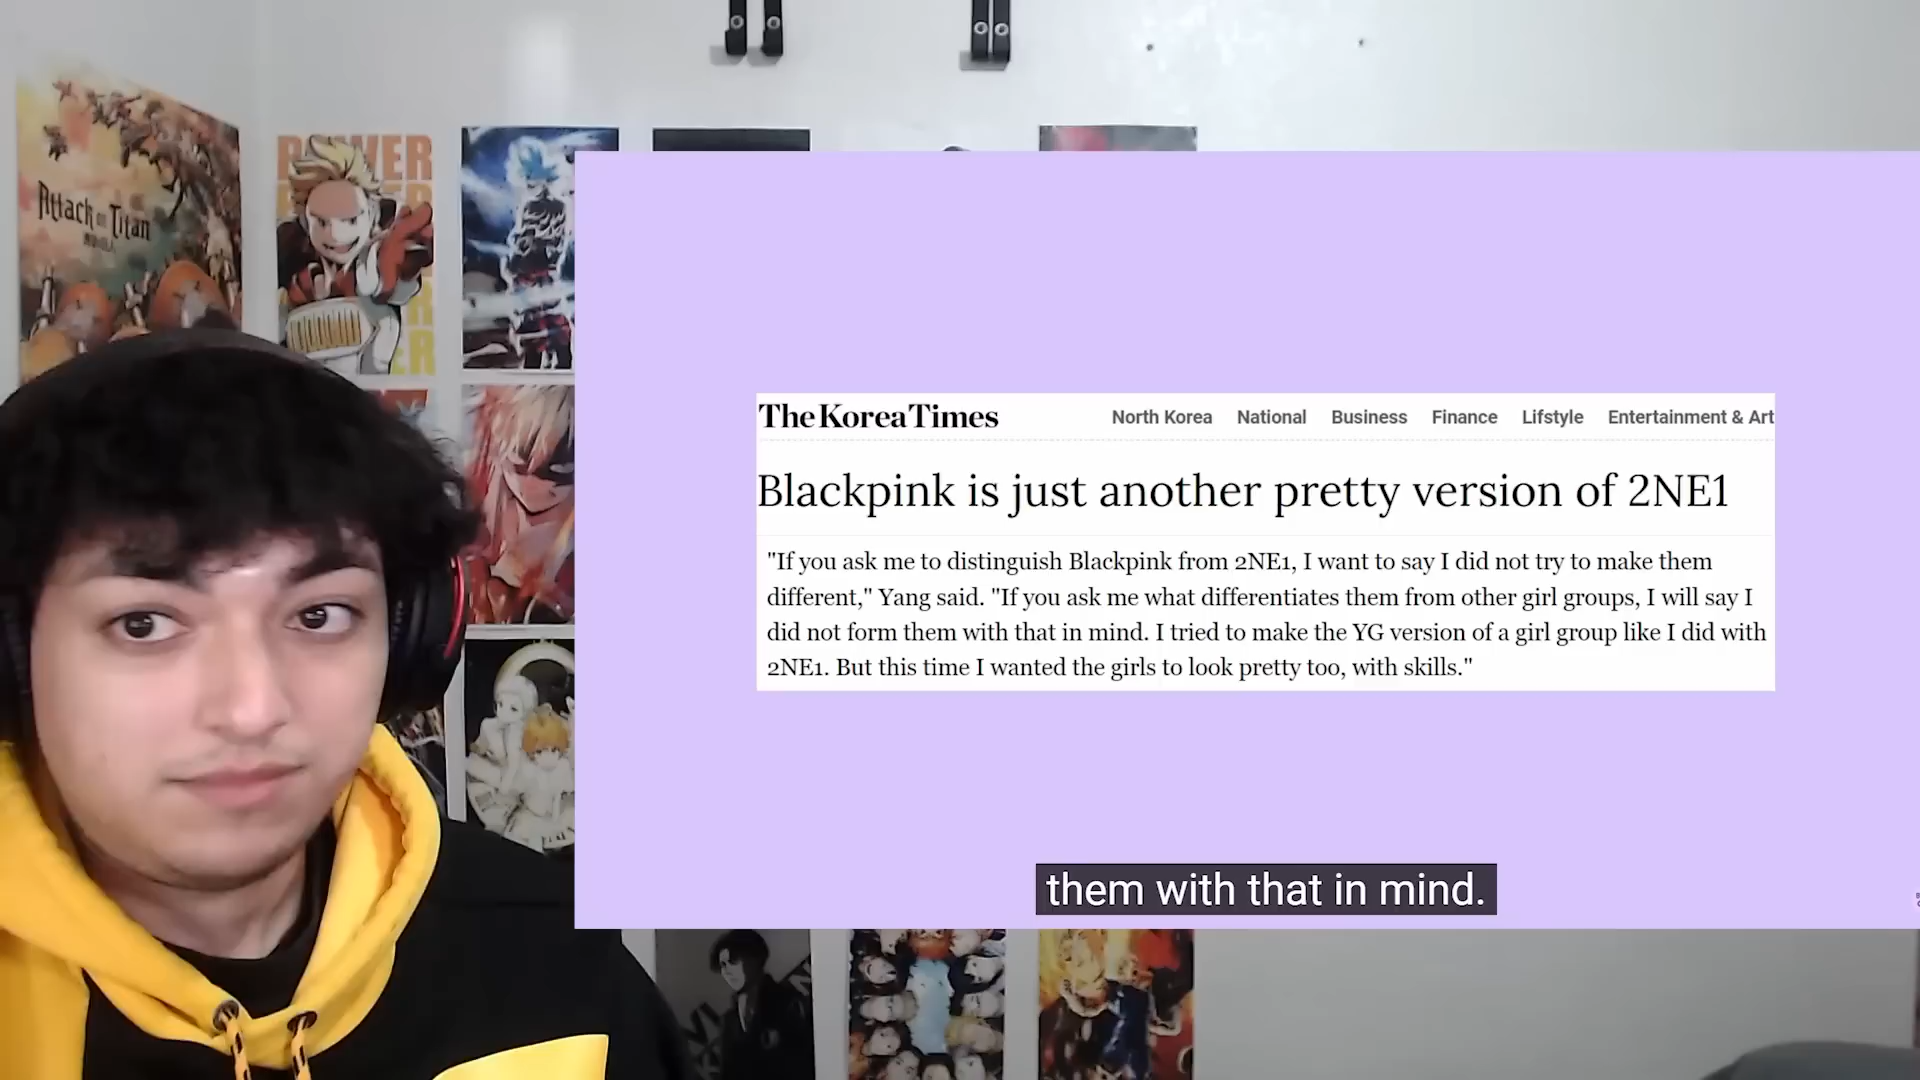 POWER
Attack on Titan
The Korea Times
North Korea National Business Finance Lifstyle Entertainment & Art
Blackpink is just another pretty version of 2NE1
"If you ask me to distinguish Blackpink from 2NE1, I want to say I did not try to make them
different," Yang said. "If you ask me what differentiates them from other girl groups, I will say I
did not form them with that in mind. I tried to make the YG version of a girl group like I did with
2NE1. But this time I wanted the girls to look pretty too, with skills."
them with that in mind.